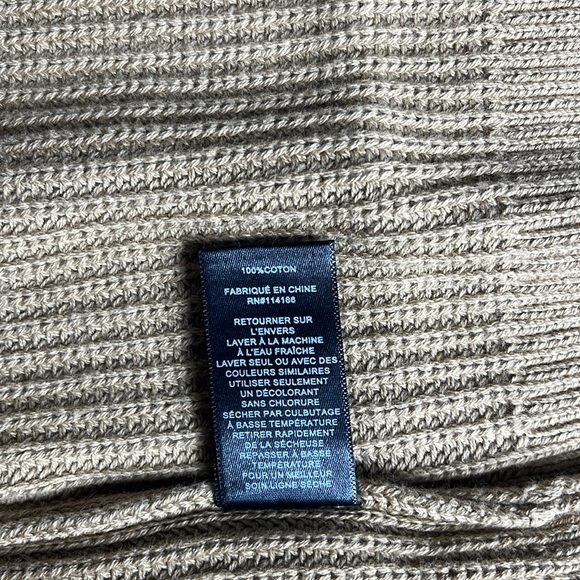 100%COTON
FABRIQUÉ EN CHINE
RN#114166
RETOURNER SUR
L'ENVERS
LAVER À LA MACHINE
À L'EAU FRAÎCHE
LAVER SEUL OU AVEC DES
COULEURS SIMILAIRES
UTILISER SEULEMENT
UN DÉCOLORANT
SANS CHLORURE
SÉCHER PAR CULBUTAGE
À BASSE TEMPÉRATURE
RETIRER RAPIDEMENT
DE LA SÉCHEUSE
REPASSER À BASSE
TEMPÉRATURE
POUR UN MEILLEUR
SOIN LIGNE SÈCHE